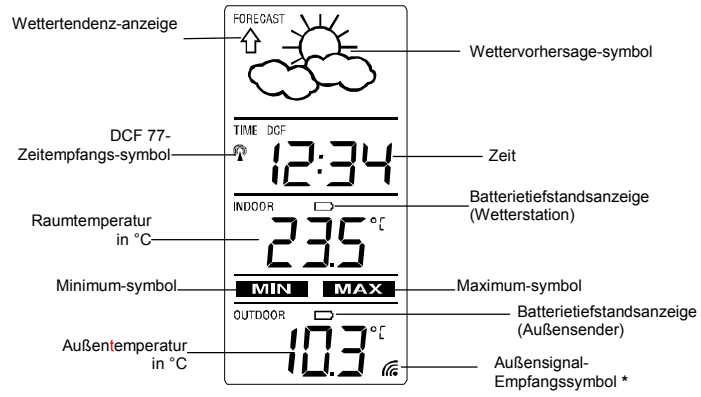 FORECAST
Wettertendenz-anzeige
Wettervorhersage-symbol
TIME DCF
DCF 77-
Zeitempfangs-symbol
12:34
Zeit
INDOOR
Batterietiefstandsanzeige
(Wetterstation)
Raumtemperatur
in °C
23.5 °C
Minimum-symbol
MIN MAX
Maximum-symbol
OUTDOOR
Batterietiefstandsanzeige
(Außensender)
Außentemperatur
in °C
10.3 °C
Außensignal-
Empfangssymbol *